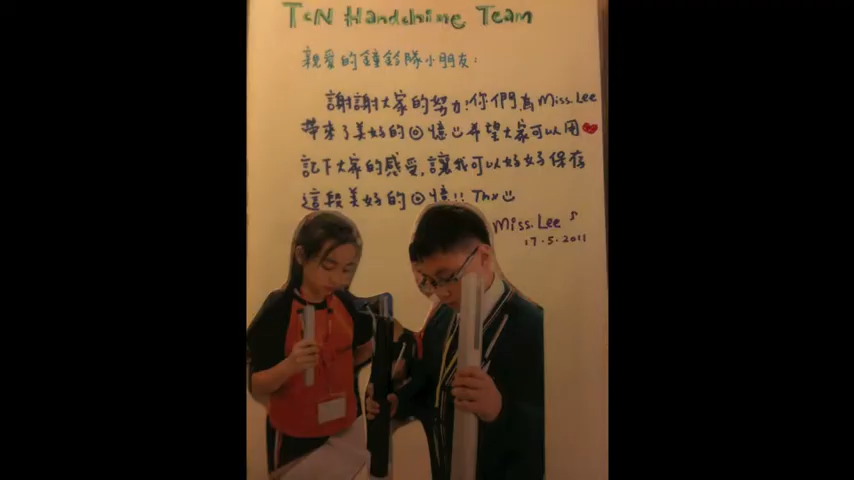 TCN Handchime Team
親愛的鐘鈴隊小朋友:
謝謝大家的努力!你們為Miss. Lee
帶來了美好的回憶 希望大家可以用
記下大家的感受,讓我可以好好保存
這段美好的回憶!! Thx
Miss. Lee
17.5.2011